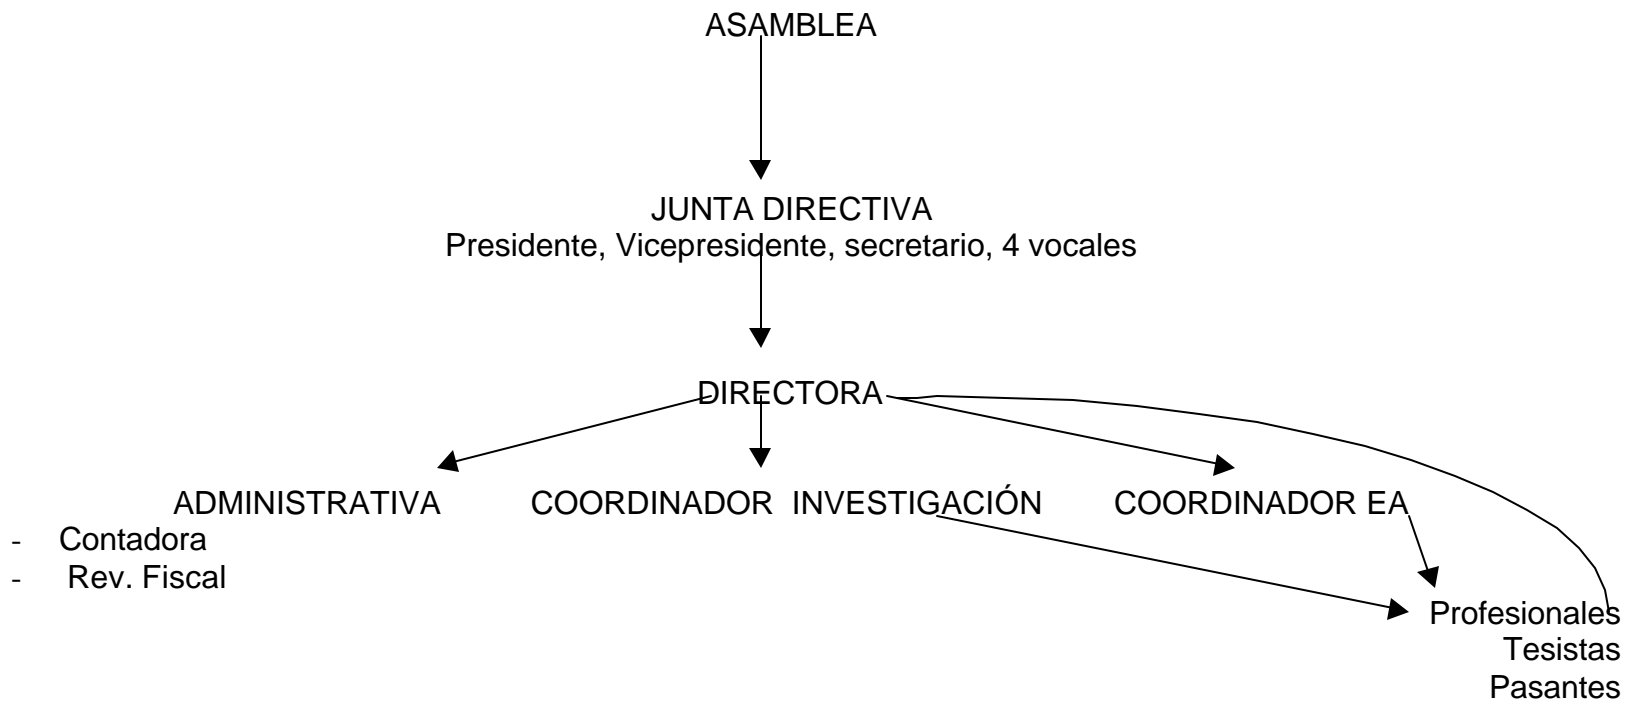 ASAMBLEA
JUNTA DIRECTIVA
Presidente, Vicepresidente, secretario, 4 vocales
DIRECTORA
ADMINISTRATIVA COORDINADOR INVESTIGACIÓN COORDINADOR EA
- Contadora
- Rev. Fiscal
Profesionales
Tesistas
Pasantes